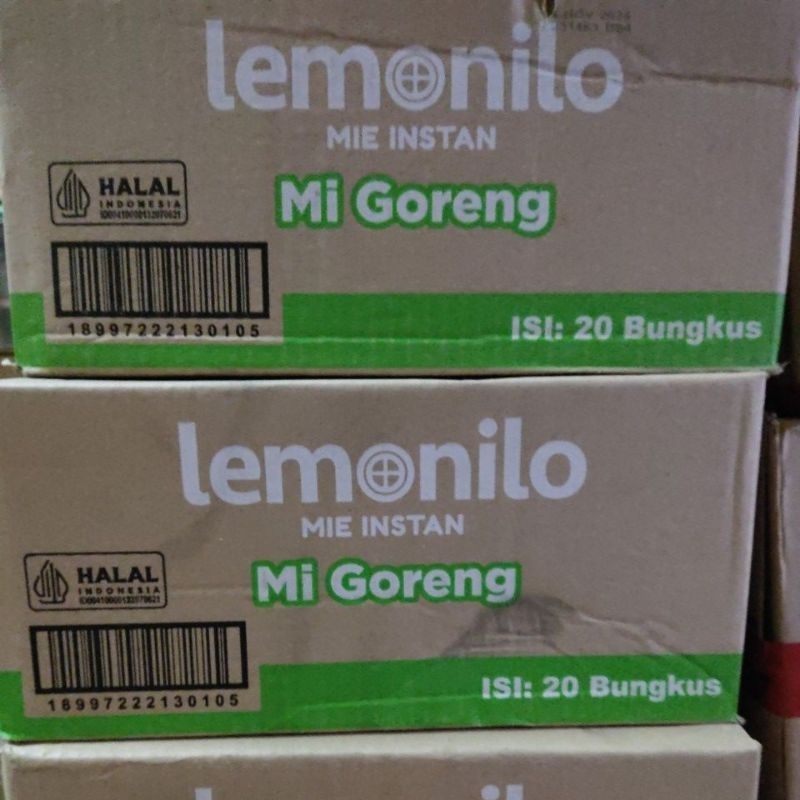 lemonilo
MIE INSTAN
HALAL
INDONESIA
Mi Goreng
18997222130105
ISI: 20 Bungkus
lemonilo
MIE INSTAN
HALAL
INDONESIA
Mi Goreng
18997222130105
ISI: 20 Bungkus